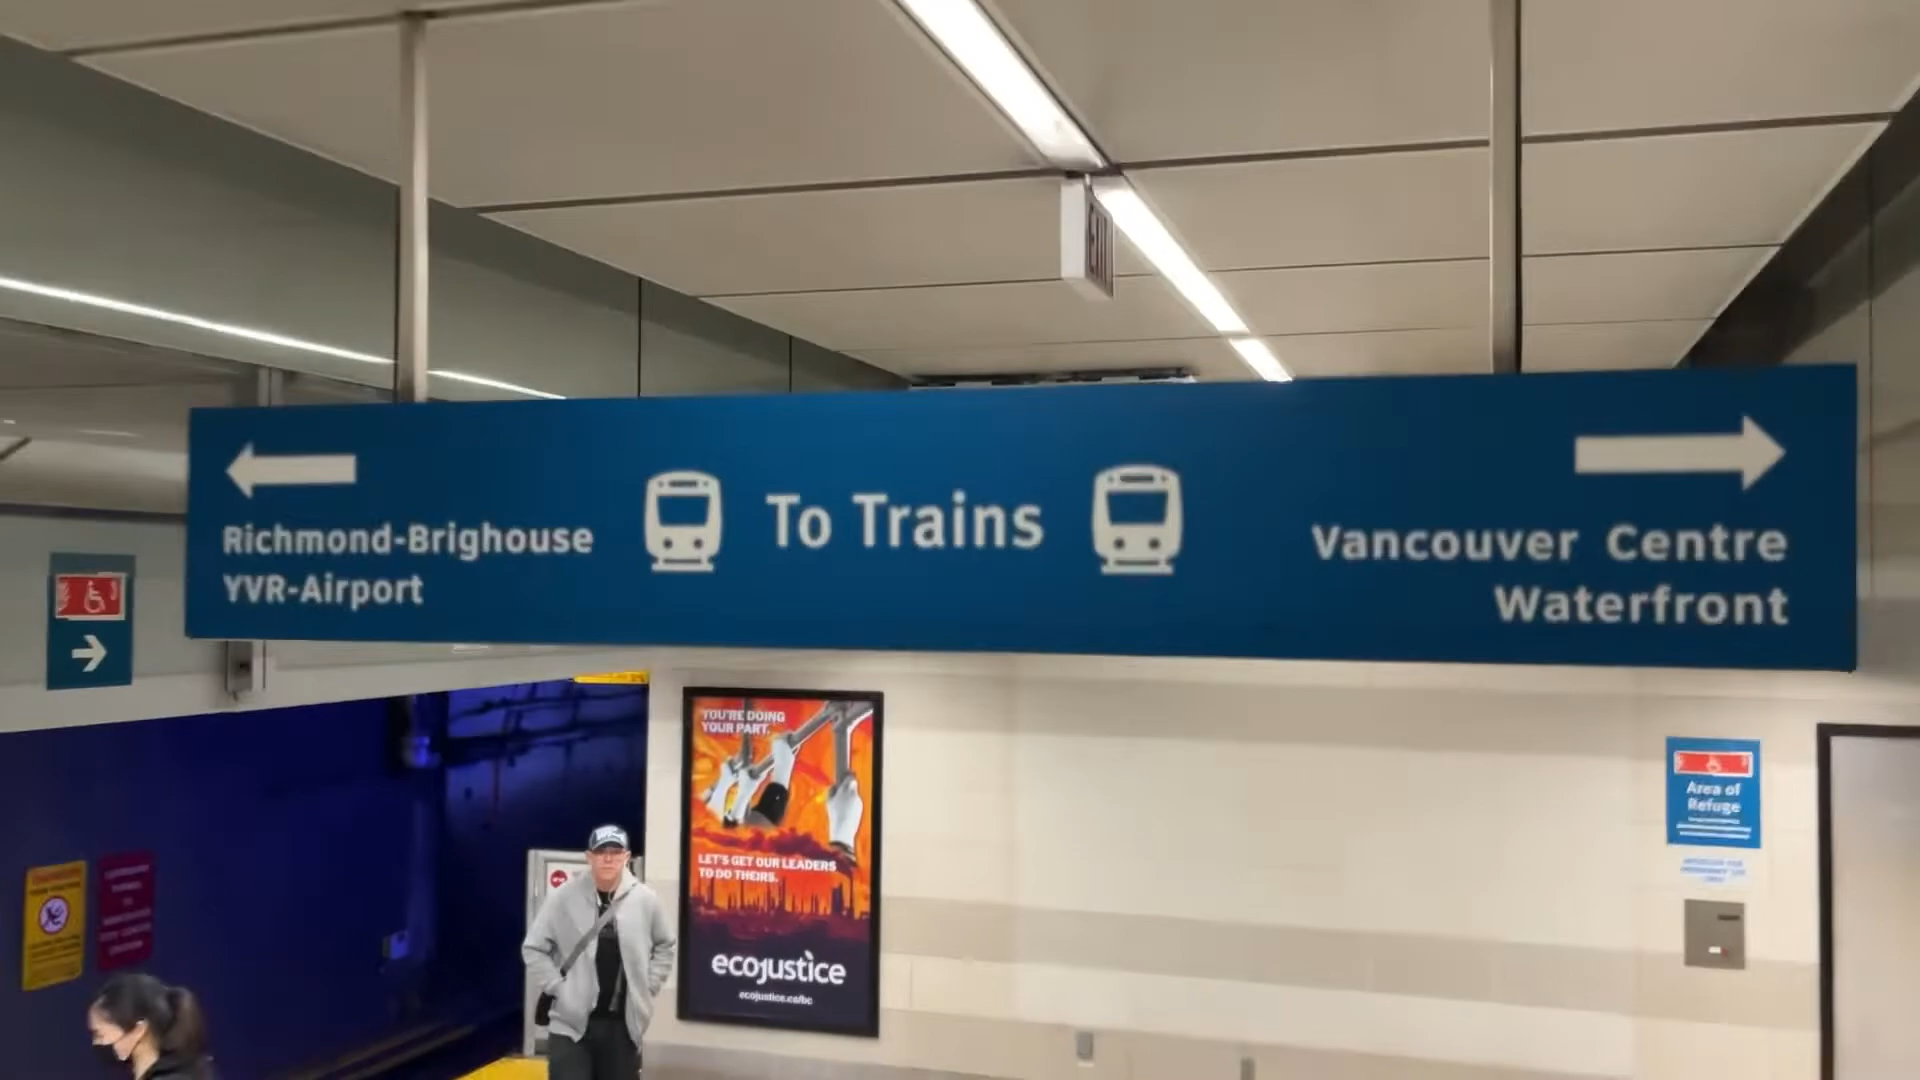 EXIT
Richmond-Brighouse
YVR-Airport
To Trains
Vancouver Centre
Waterfront
YOU'RE DOING
YOUR PART.
LET'S GET OUR LEADERS
TO DO THEIRS.
ecojustice
ecojustice.ca/bc
Area of
Refuge